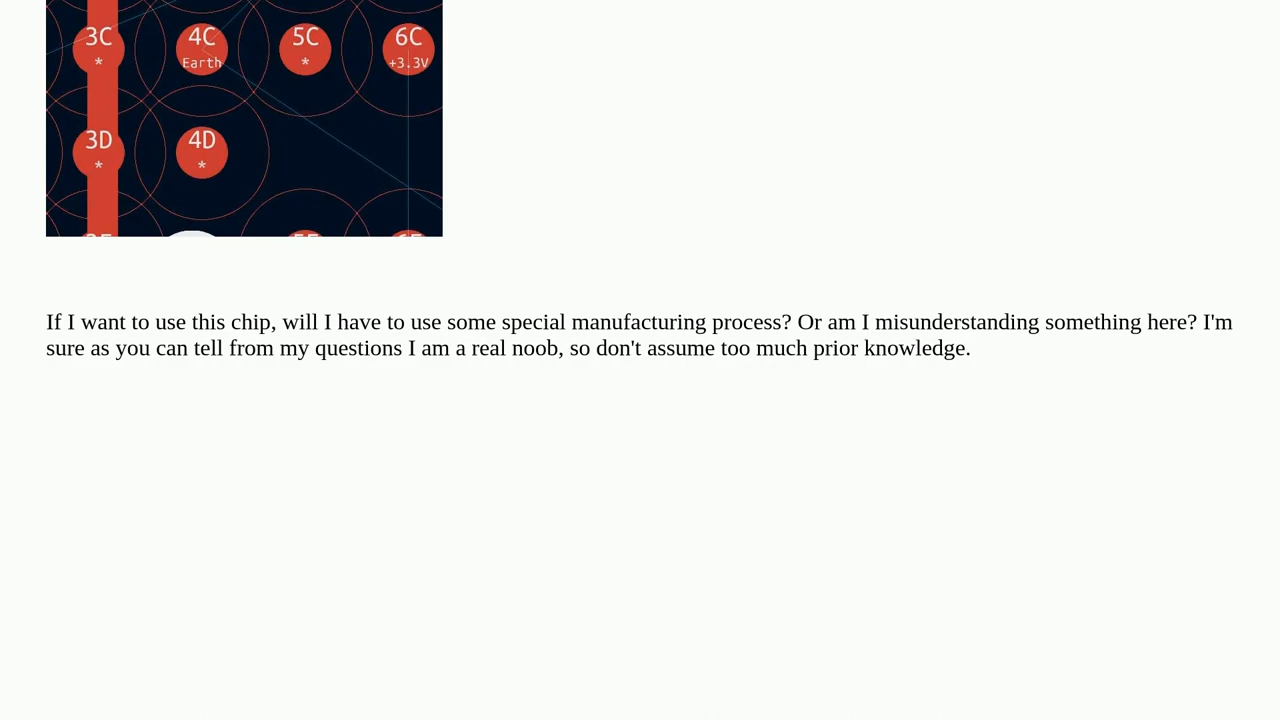 3C 4C 5C 6C
* Earth * +3.3V
3D 4D
* *
If I want to use this chip, will I have to use some special manufacturing process? Or am I misunderstanding something here? I'm
sure as you can tell from my questions I am a real noob, so don't assume too much prior knowledge.